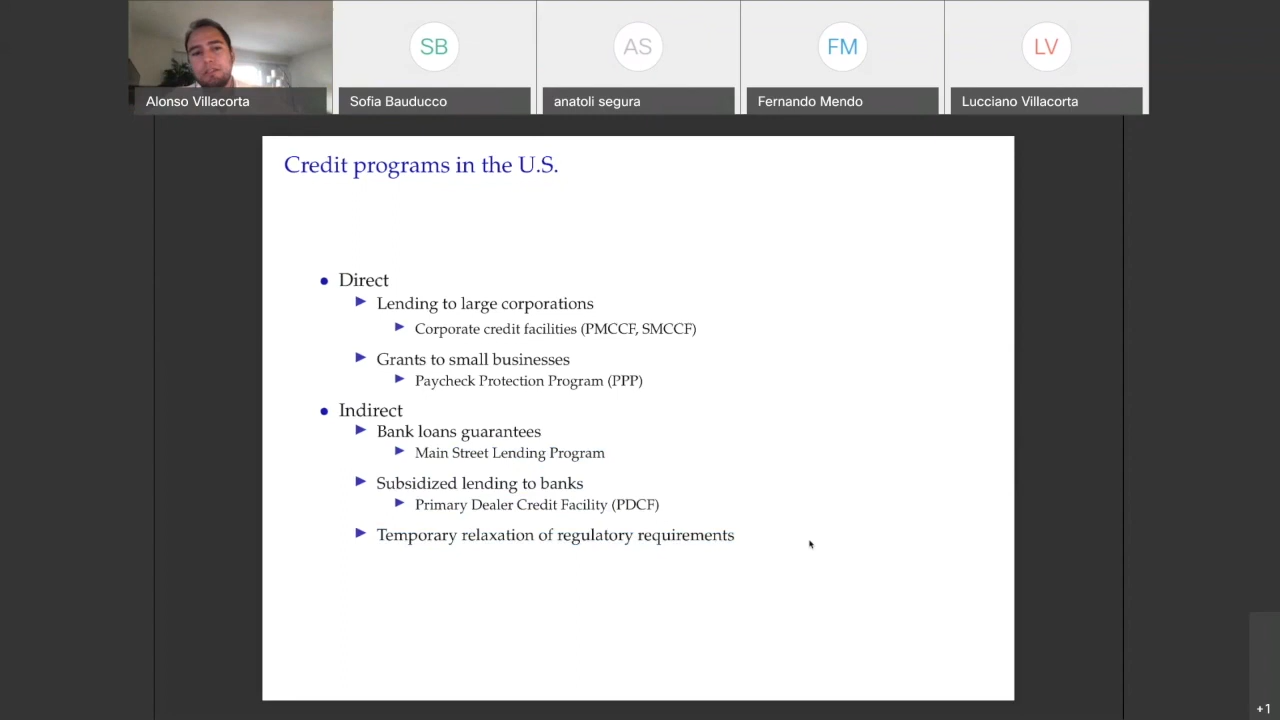 SB
AS
FM
LV
Alonso Villacorta
Sofia Bauducco
anatoli segura
Fernando Mendo
Lucciano Villacorta
Credit programs in the U.S.
• Direct
▶ Lending to large corporations
▶ Corporate credit facilities (PMCCF, SMCCF)
▶ Grants to small businesses
▶ Paycheck Protection Program (PPP)
• Indirect
▶ Bank loans guarantees
▶ Main Street Lending Program
▶ Subsidized lending to banks
▶ Primary Dealer Credit Facility (PDCF)
▶ Temporary relaxation of regulatory requirements
+1